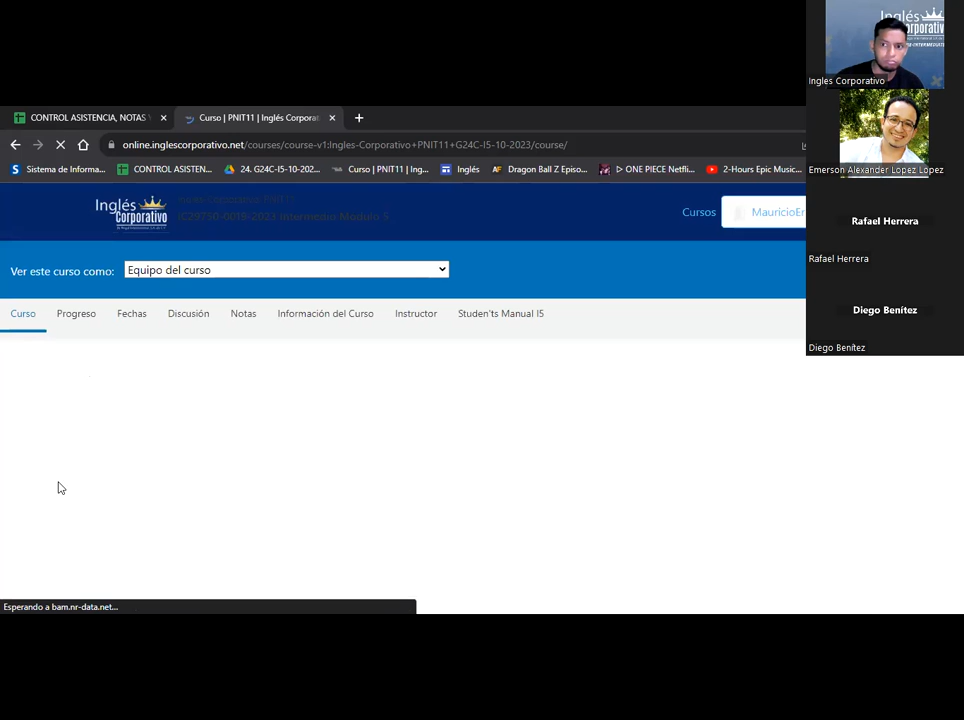 CONTROL ASISTENCIA, NOTAS
Curso | PNIT11 | Inglés Corporat
online.inglescorporativo.net/courses/course-v1:Ingles-Corporativo+PNIT11+G24C-I5-10-2023/course/
Sistema de Informa...
CONTROL ASISTEN...
24. G24C-I5-10-202...
Curso | PNIT11 | Ing...
Inglés
Dragon Ball Z Episo...
▷ ONE PIECE Netfli...
2-Hours Epic Music...
Inglés Corporativo
Cursos
MauricioEr
Ver este curso como:
Equipo del curso
Curso
Progreso
Fechas
Discusión
Notas
Información del Curso
Instructor
Studen'ts Manual I5
Esperando a bam.nr-data.net...
Inglés Corporativo
Ingles Corporativo
Emerson Alexander Lopez López
Rafael Herrera
Rafael Herrera
Diego Benítez
Diego Benítez